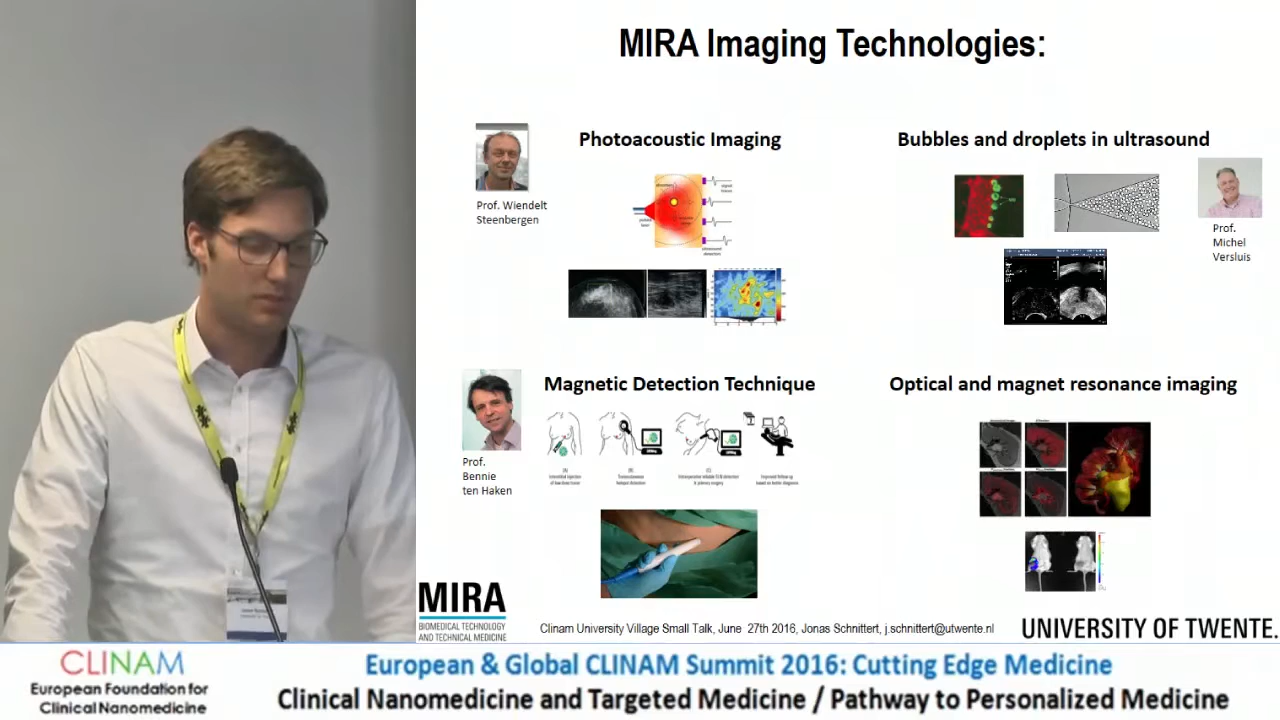 MIRA Imaging Technologies:
Photoacoustic Imaging
Prof. Wiendelt
Steenbergen
Bubbles and droplets in ultrasound
Prof.
Michel
Versluis
Magnetic Detection Technique
Prof.
Bennie
ten Haken
Optical and magnet resonance imaging
MIRA
BIOMEDICAL TECHNOLOGY
AND TECHNICAL MEDICINE
Clinam University Village Small Talk, June 27th 2016, Jonas Schnittert, j.schnittert@utwente.nl
UNIVERSITY OF TWENTE.
CLINAM
European Foundation for
Clinical Nanomedicine
European & Global CLINAM Summit 2016: Cutting Edge Medicine
Clinical Nanomedicine and Targeted Medicine / Pathway to Personalized Medicine